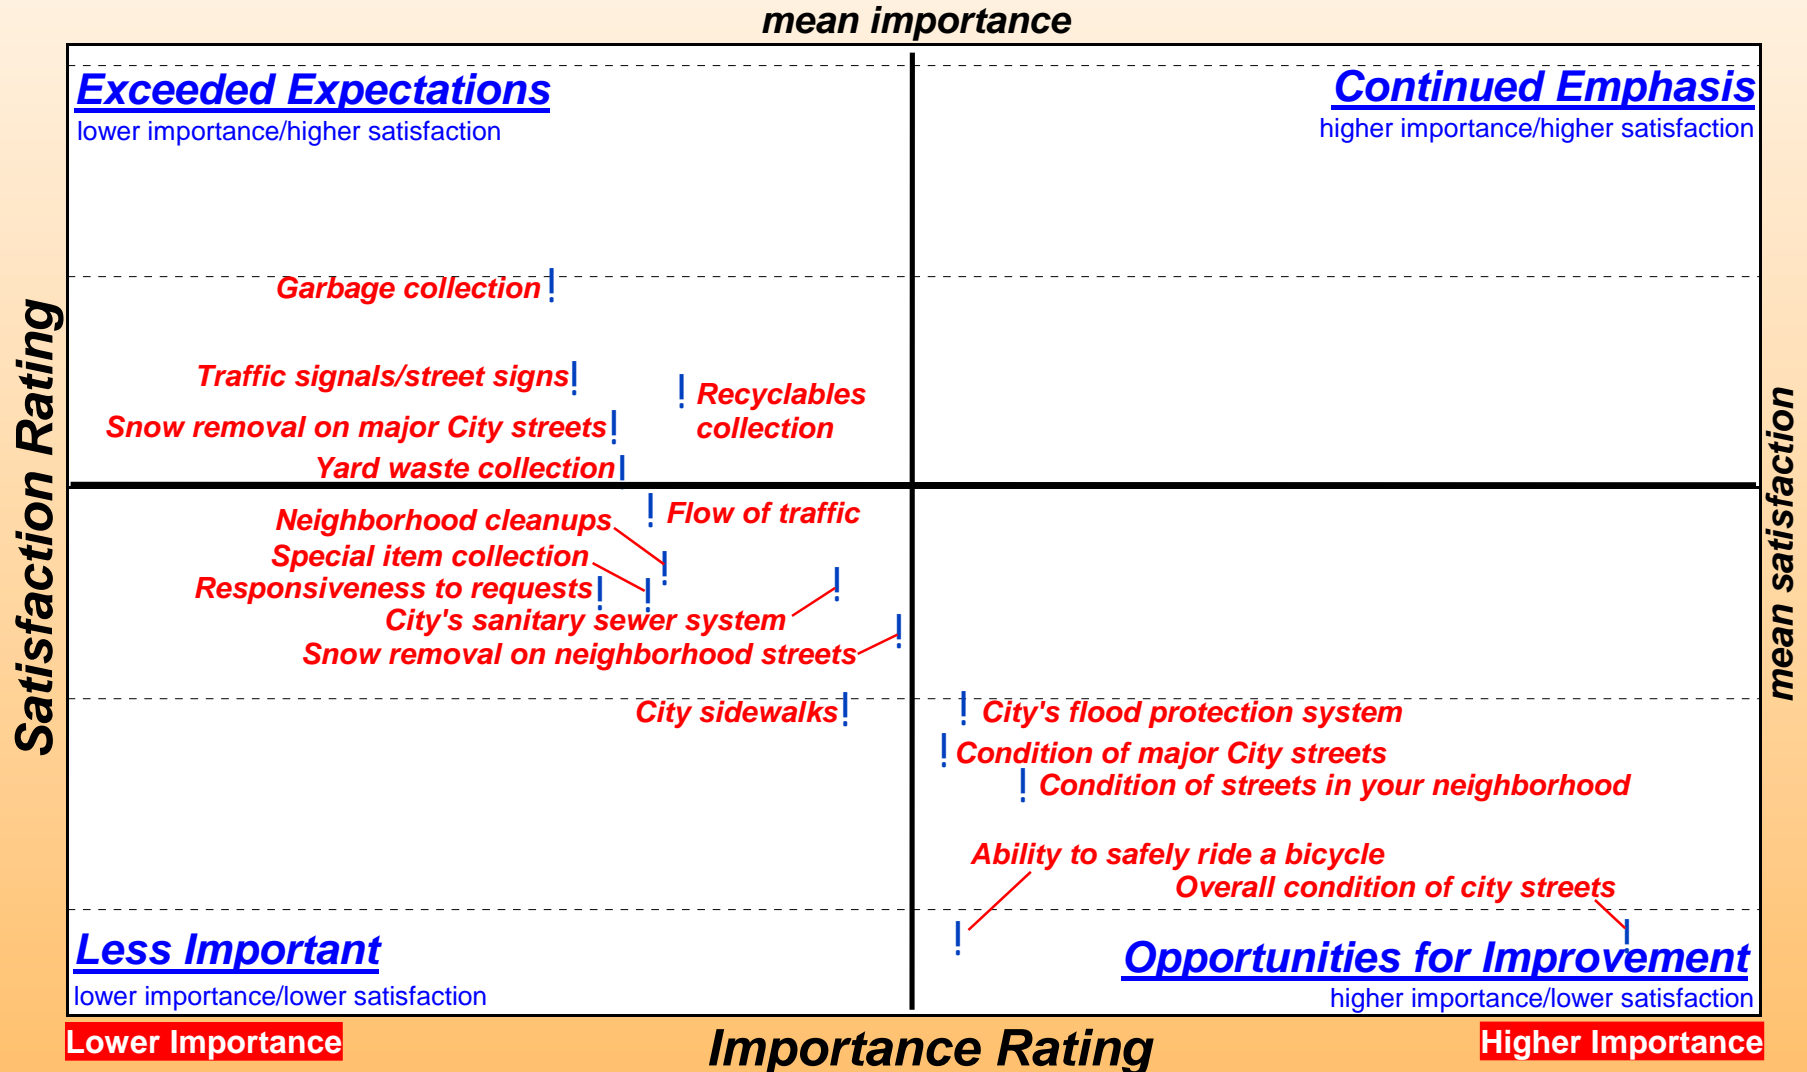 mean importance
Exceeded Expectations
lower importance/higher satisfaction
Continued Emphasis
higher importance/higher satisfaction
Garbage collection
Traffic signals/street signs
Recyclables
collection
Snow removal on major City streets
Yard waste collection
Flow of traffic
Neighborhood cleanups
Special item collection
Responsiveness to requests
City's sanitary sewer system
Snow removal on neighborhood streets
City sidewalks
City's flood protection system
Condition of major City streets
Condition of streets in your neighborhood
Ability to safely ride a bicycle
Overall condition of city streets
Less Important
lower importance/lower satisfaction
Opportunities for Improvement
higher importance/lower satisfaction
Satisfaction Rating
mean satisfaction
Lower Importance
Importance Rating
Higher Importance